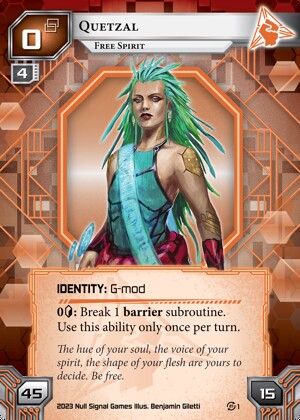 0
QUETZAL
FREE SPIRIT
4
IDENTITY: G-mod
0: Break 1 barrier subroutine.
Use this ability only once per turn.
The hue of your soul, the voice of your
spirit, the shape of your flesh are yours to
decide. Be free.
45
2023 Null Signal Games Illus. Benjamin Giletti
1
15